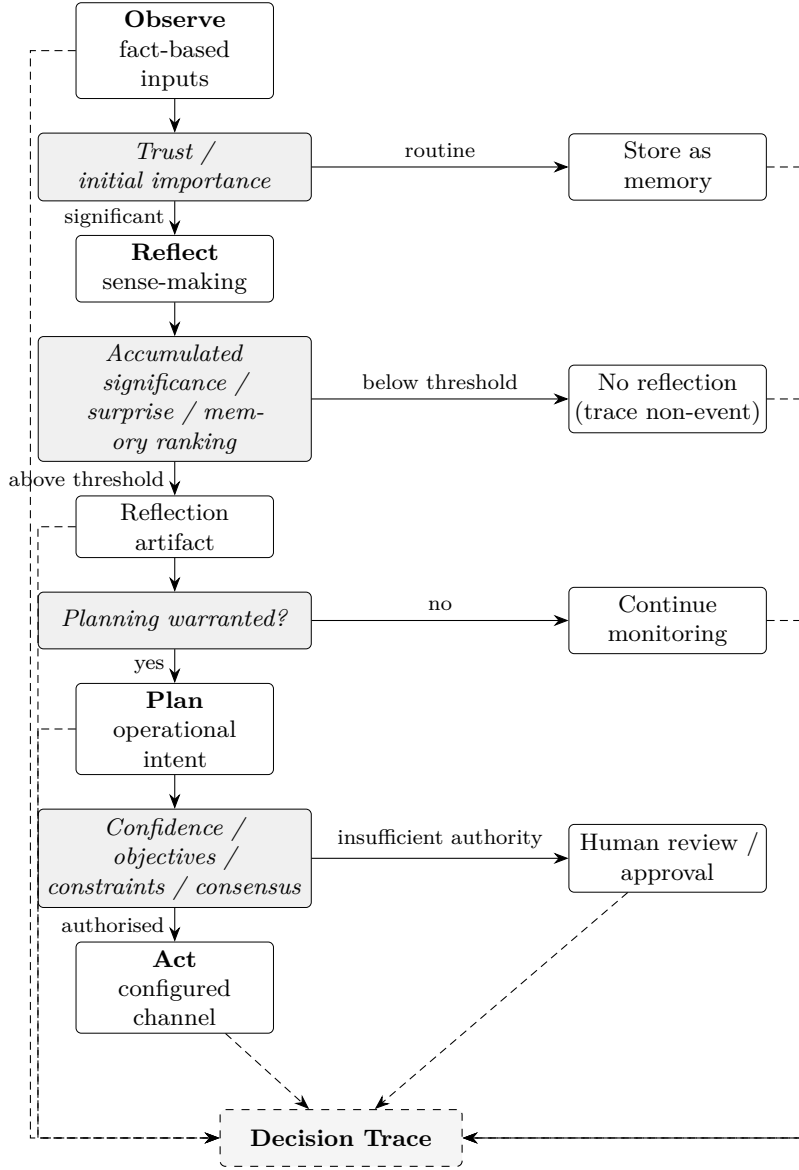 Observe
fact-based
inputs
Trust /
initial importance
routine
Store as
memory
significant
Reflect
sense-making
Accumulated
significance /
surprise / mem-
ory ranking
below threshold
No reflection
(trace non-event)
above threshold
Reflection
artifact
Planning warranted?
no
Continue
monitoring
yes
Plan
operational
intent
Confidence /
objectives /
constraints / consensus
insufficient authority
Human review /
approval
authorised
Act
configured
channel
Decision Trace